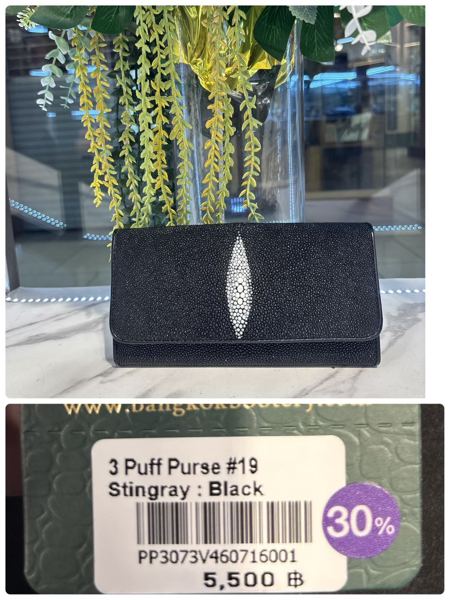 3 Puff Purse #19
Stingray : Black
30%
PP3073V460716001
5,500 ฿